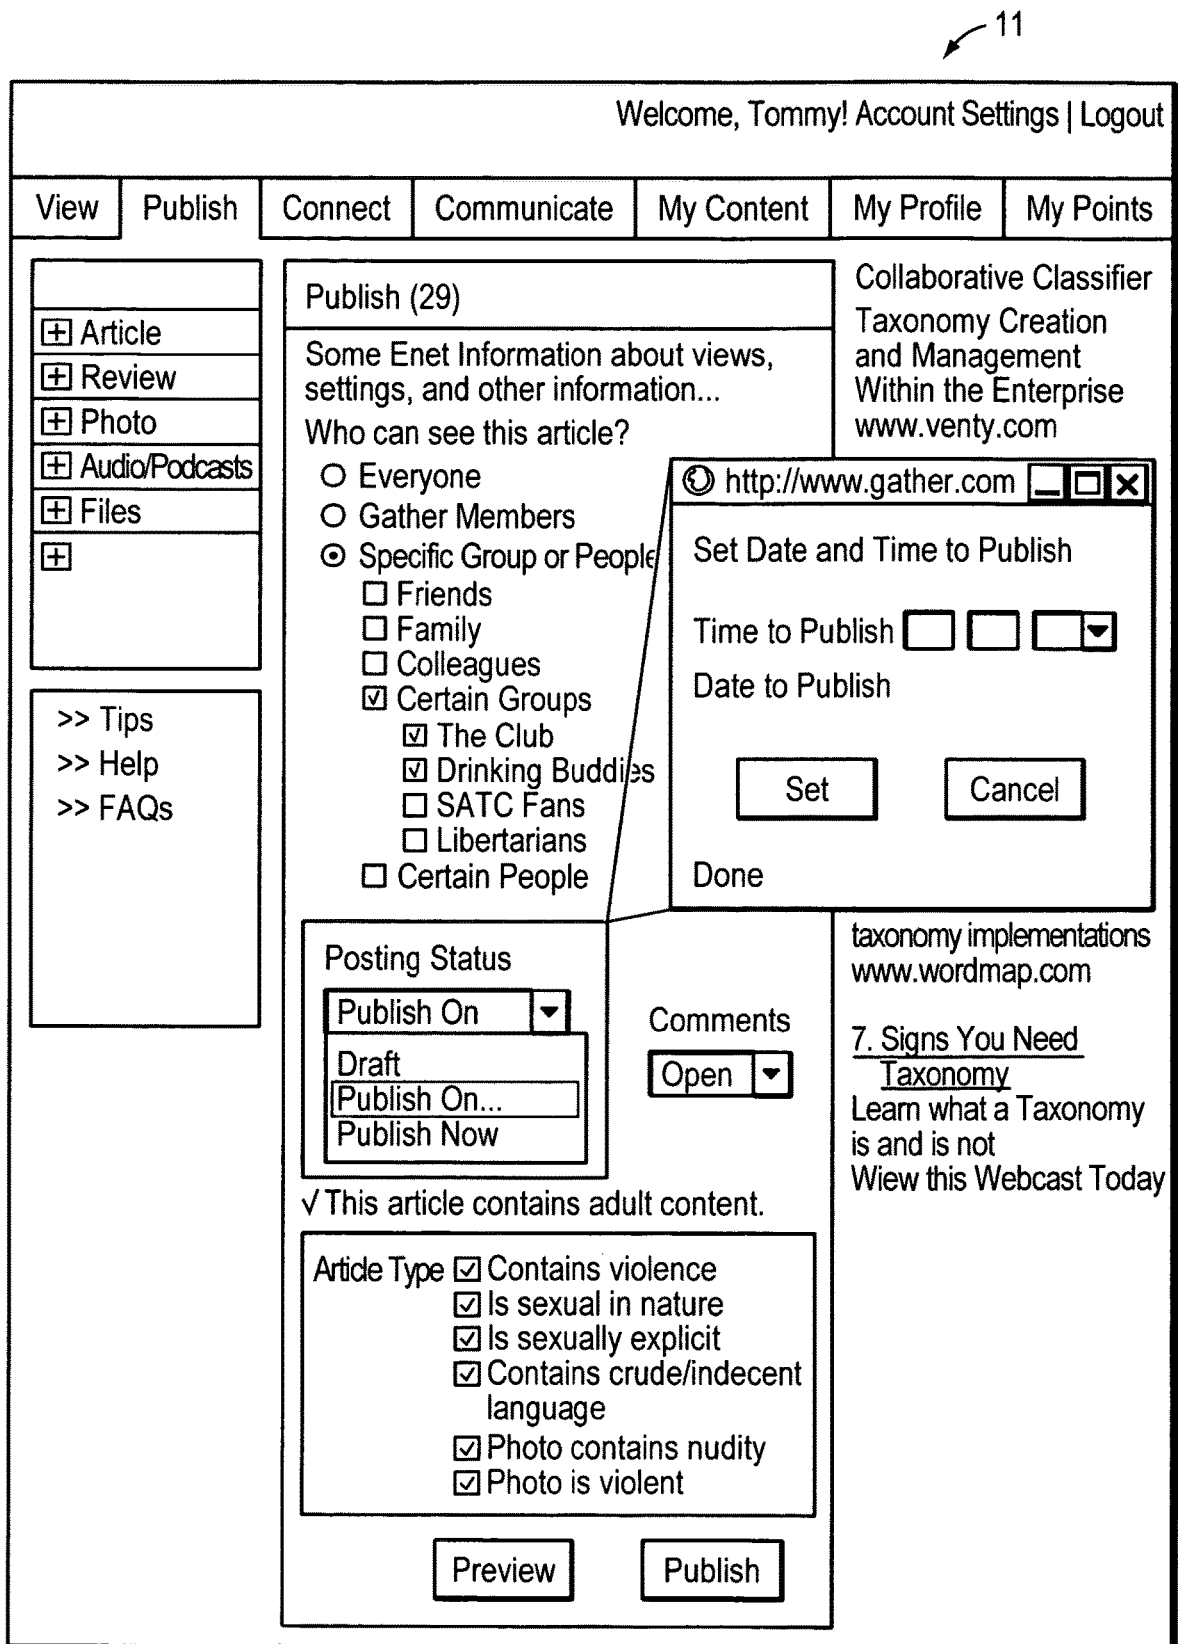 11
Welcome, Tommy! Account Settings | Logout
View Publish Connect Communicate My Content My Profile My Points
Article
Review
Photo
Audio/Podcasts
Files
>> Tips
>> Help
>> FAQs
Publish (29)
Some Enet Information about views,
settings, and other information...
Who can see this article?
Everyone
Gather Members
Specific Group or People
Friends
Family
Colleagues
Certain Groups
The Club
Drinking Buddies
SATC Fans
Libertarians
Certain People
Posting Status
Publish On
Draft
Publish On...
Publish Now
Comments
Open
√ This article contains adult content.
Article Type Contains violence
Is sexual in nature
Is sexually explicit
Contains crude/indecent
language
Photo contains nudity
Photo is violent
Preview Publish
Collaborative Classifier
Taxonomy Creation
and Management
Within the Enterprise
www.venty.com
http://www.gather.com
Set Date and Time to Publish
Time to Publish
Date to Publish
Set Cancel
Done
taxonomy implementations
www.wordmap.com
7. Signs You Need
Taxonomy
Learn what a Taxonomy
is and is not
Wiew this Webcast Today